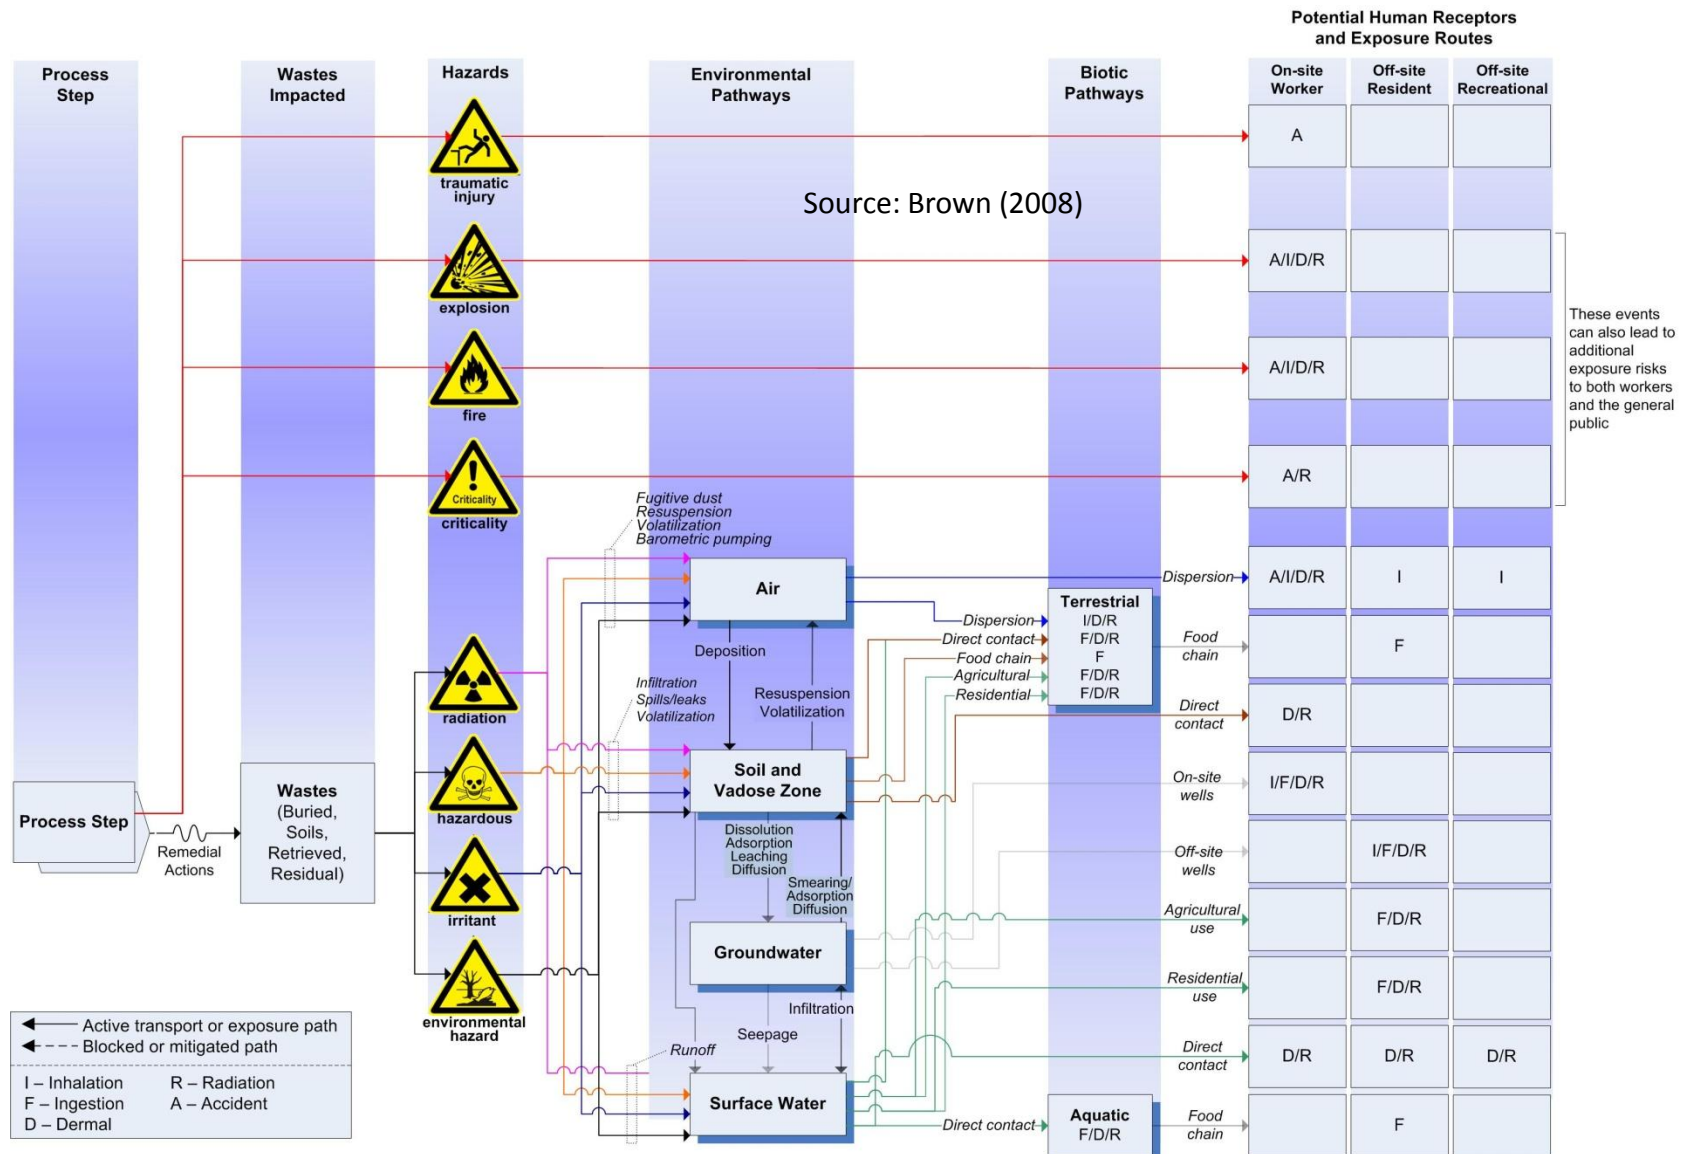 Potential Human Receptors
and Exposure Routes
Process
Step
Wastes
Impacted
Hazards
Environmental
Pathways
Biotic
Pathways
On-site
Worker
Off-site
Resident
Off-site
Recreational
traumatic
injury
A
Source: Brown (2008)
explosion
A/I/D/R
fire
A/I/D/R
Criticality
criticality
A/R
These events
can also lead to
additional
exposure risks
to both workers
and the general
public
Fugitive dust
Resuspension
Volatilization
Barometric pumping
Air
Dispersion
A/I/D/R
I
I
Deposition
Resuspension
Volatilization
Dispersion
Direct contact
Food chain
Agricultural
Residential
Terrestrial
I/D/R
F/D/R
F
F/D/R
F/D/R
Food
chain
F
radiation
Infiltration
Spills/leaks
Volatilization
Direct
contact
D/R
Process Step
Remedial
Actions
Wastes
(Buried,
Soils,
Retrieved,
Residual)
hazardous
Soil and
Vadose Zone
On-site
wells
I/F/D/R
Dissolution
Adsorption
Leaching
Diffusion
Smearing/
Adsorption
Diffusion
Off-site
wells
I/F/D/R
irritant
Groundwater
Agricultural
use
F/D/R
environmental
hazard
Seepage
Infiltration
Residential
use
F/D/R
Runoff
Direct
contact
D/R
D/R
D/R
Surface Water
Direct contact
Aquatic
F/D/R
Food
chain
F
Active transport or exposure path
Blocked or mitigated path
I – Inhalation
R – Radiation
F – Ingestion
A – Accident
D – Dermal